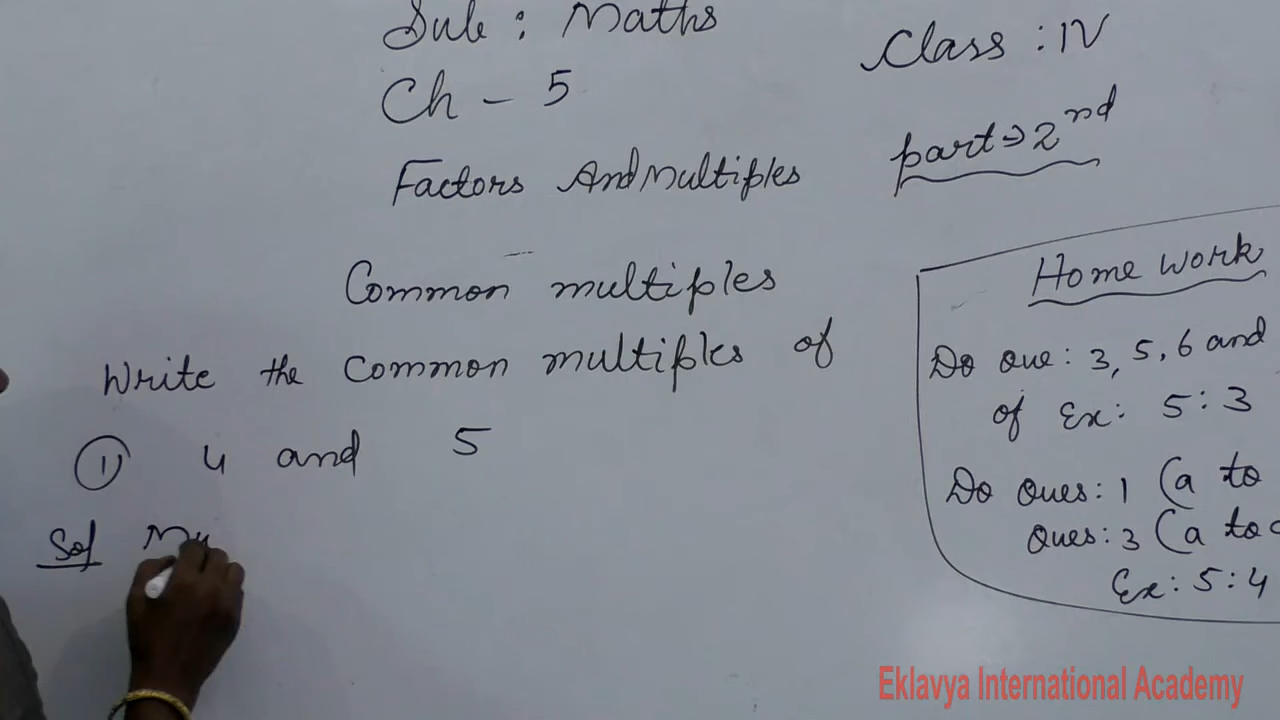 Sub : Maths
Class : IV
Ch - 5
part ⇒ 2nd
Factors And Multiples
Common multiples
Write the Common multiples of
① 4 and 5
Sol Mu
Home Work
Do Que : 3, 5, 6 and
of Ex : 5 : 3
Do Ques : 1 (a to
Ques : 3 (a to
Ex : 5 : 4
Eklavya International Academy